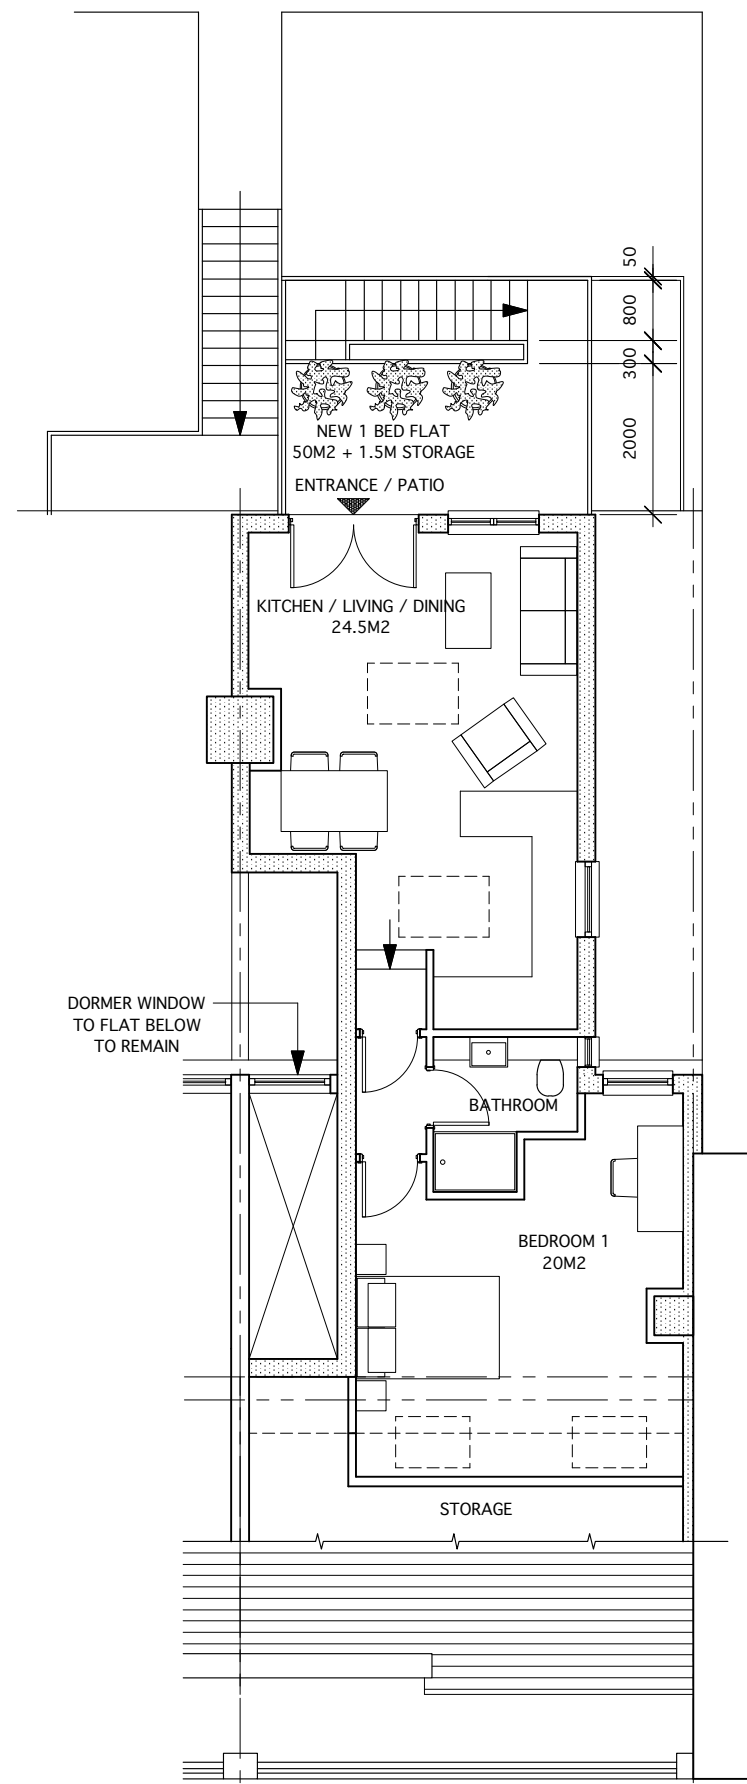 50
800
300
2000
NEW 1 BED FLAT
50M2 + 1.5M STORAGE
ENTRANCE / PATIO
KITCHEN / LIVING / DINING
24.5M2
DORMER WINDOW
TO FLAT BELOW
TO REMAIN
BATHROOM
BEDROOM 1
20M2
STORAGE